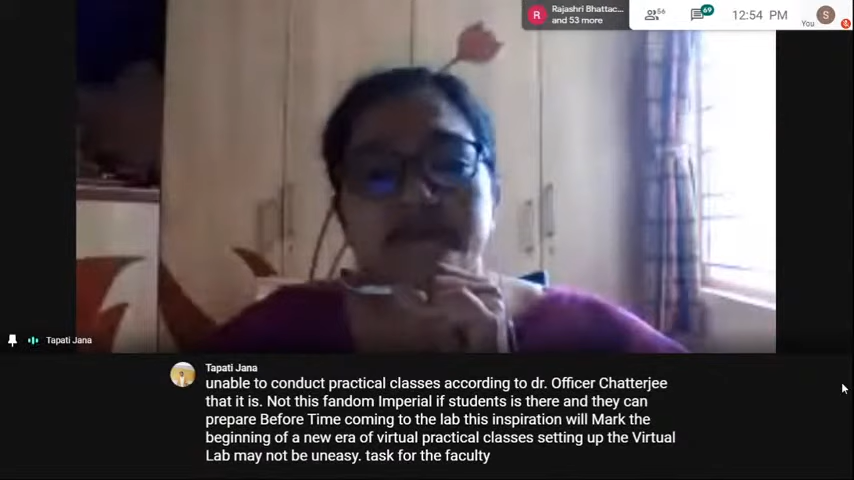 Rajashri Bhattac...
and 53 more
R
56
69
12:54 PM
You
S
Tapati Jana
Tapati Jana
unable to conduct practical classes according to dr. Officer Chatterjee
that it is. Not this fandom Imperial if students is there and they can
prepare Before Time coming to the lab this inspiration will Mark the
beginning of a new era of virtual practical classes setting up the Virtual
Lab may not be uneasy. task for the faculty